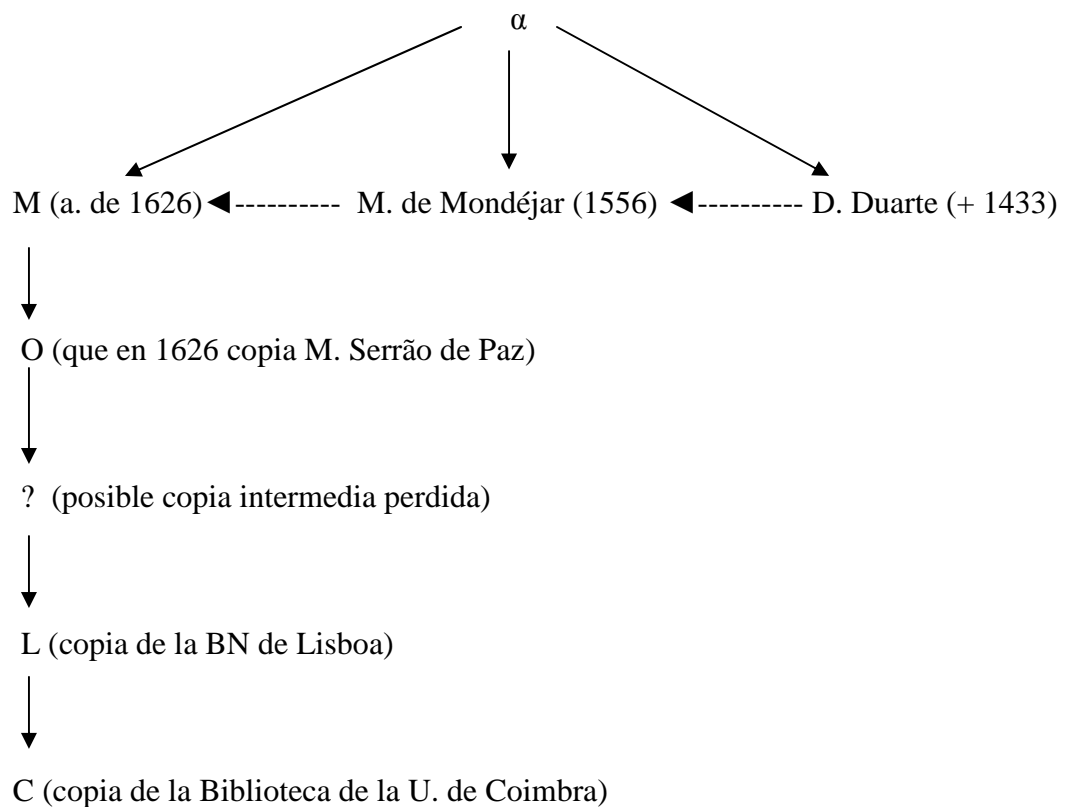 α
M (a. de 1626) ◄---------- M. de Mondéjar (1556) ◄---------- D. Duarte (+ 1433)
O (que en 1626 copia M. Serrão de Paz)
? (posible copia intermedia perdida)
L (copia de la BN de Lisboa)
C (copia de la Biblioteca de la U. de Coimbra)